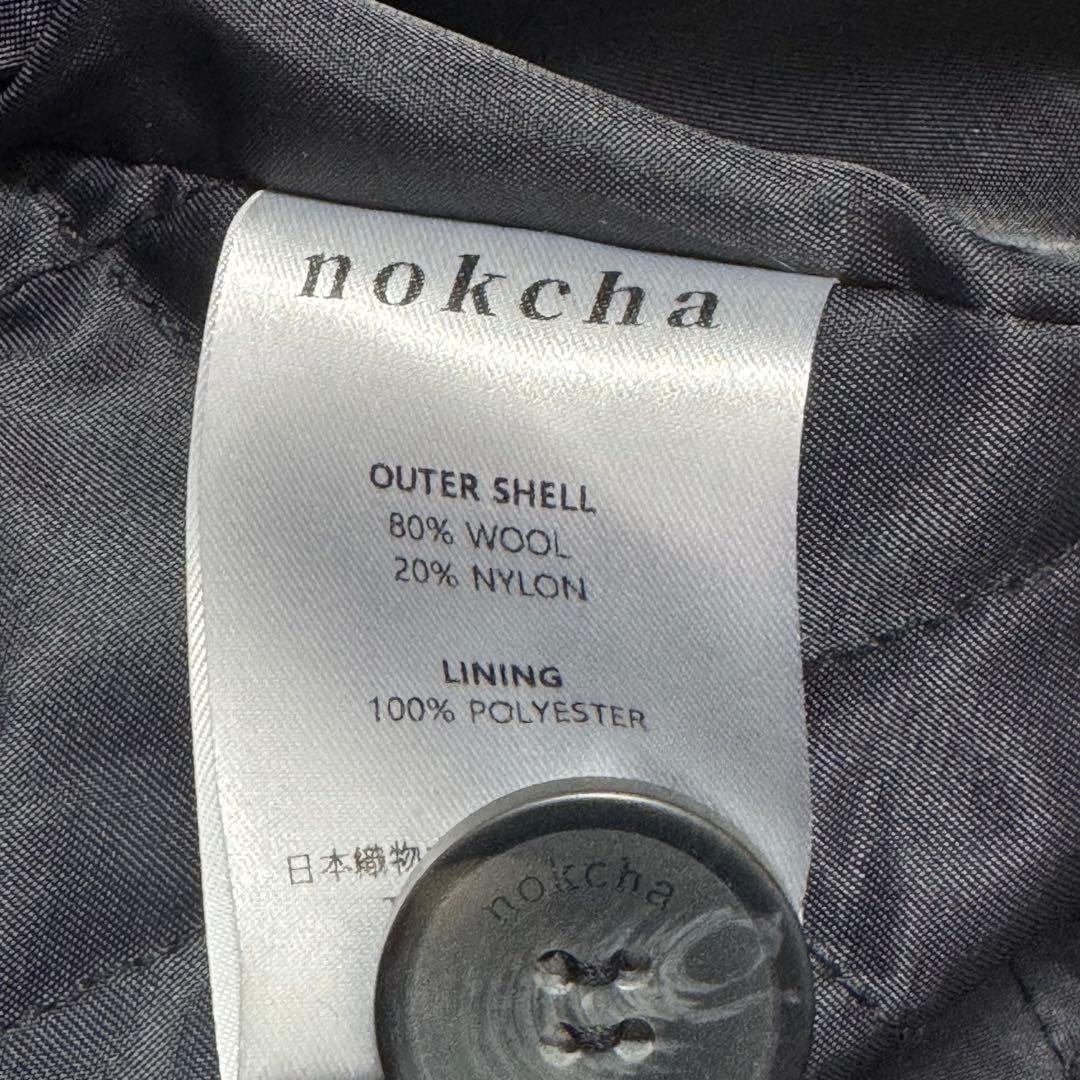 nokcha
OUTER SHELL
80% WOOL
20% NYLON
LINING
100% POLYESTER
日本織物
nokcha